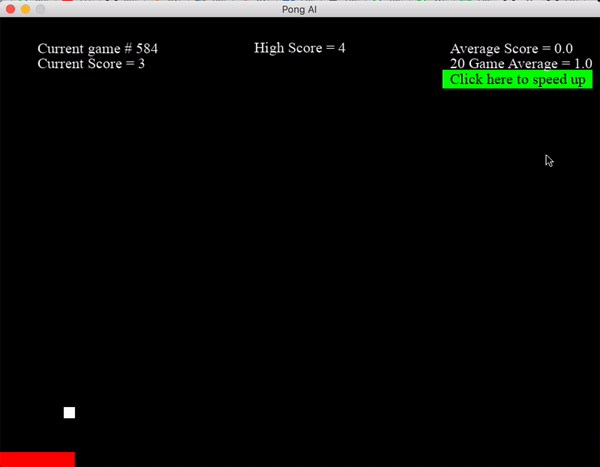 Pong AI
Current game # 584
Current Score = 3
High Score = 4
Average Score = 0.0
20 Game Average = 1.0
Click here to speed up